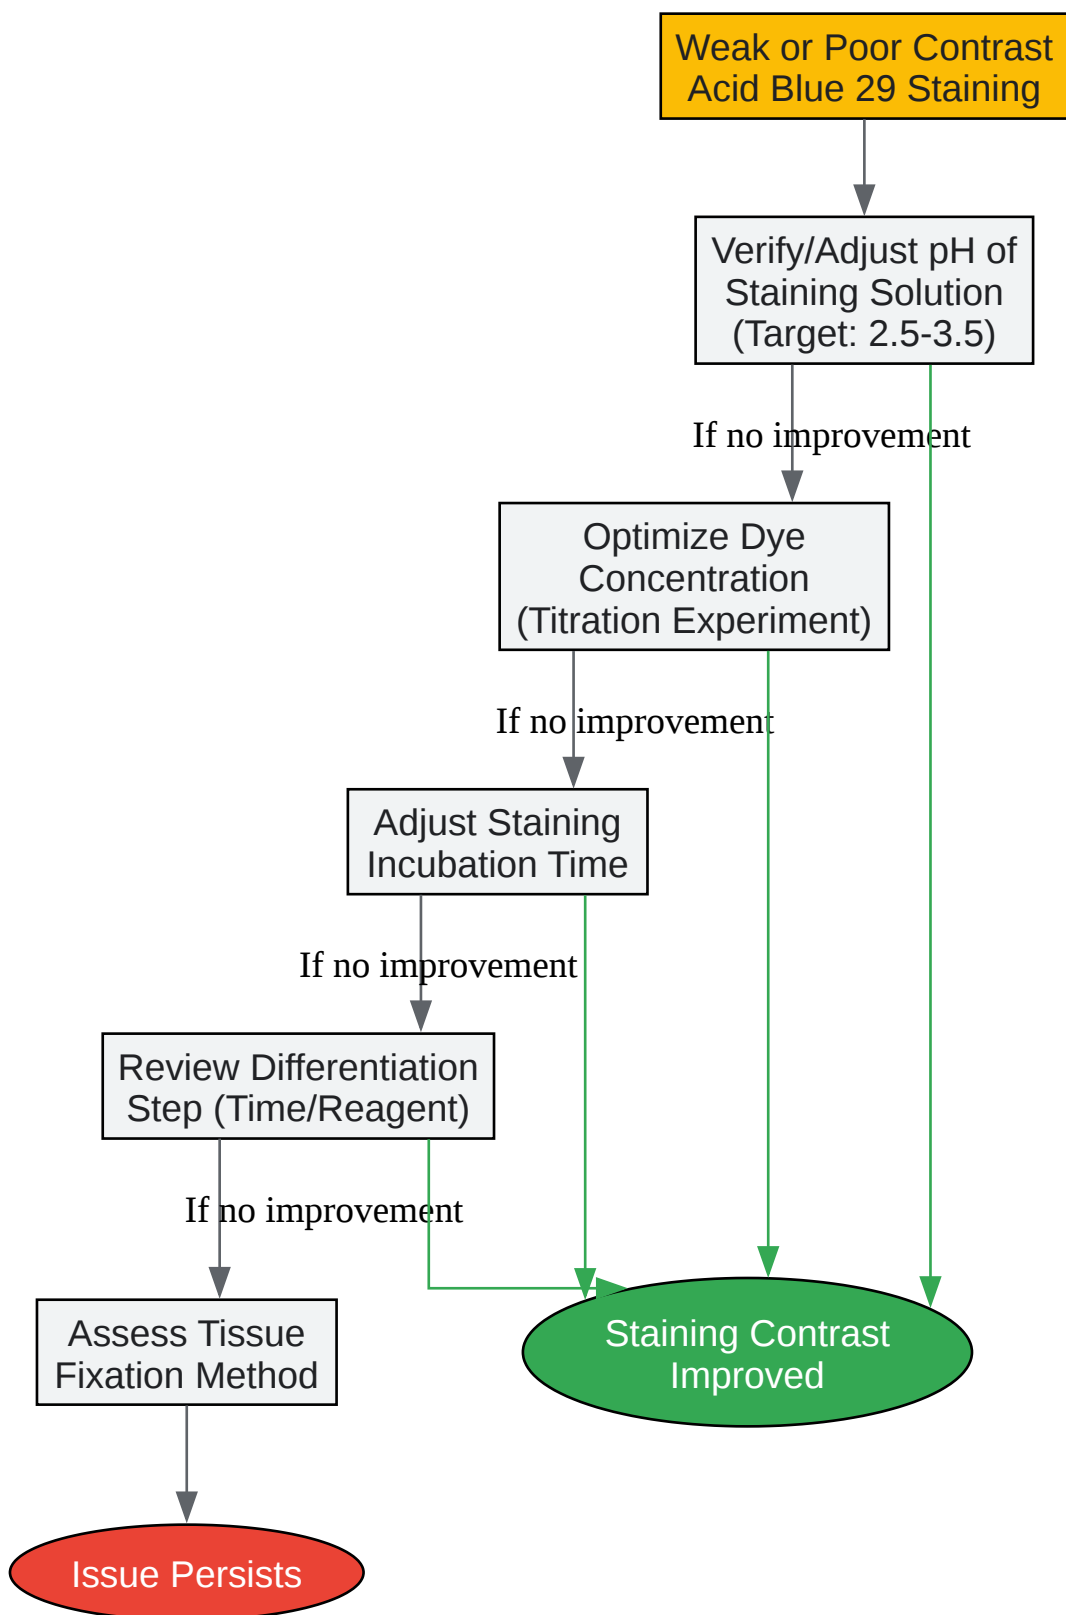 Weak or Poor Contrast
Acid Blue 29 Staining
Verify/Adjust pH of
Staining Solution
(Target: 2.5-3.5)
If no improvement
Optimize Dye
Concentration
(Titration Experiment)
If no improvement
Adjust Staining
Incubation Time
If no improvement
Review Differentiation
Step (Time/Reagent)
If no improvement
Assess Tissue
Fixation Method
Staining Contrast
Improved
Issue Persists